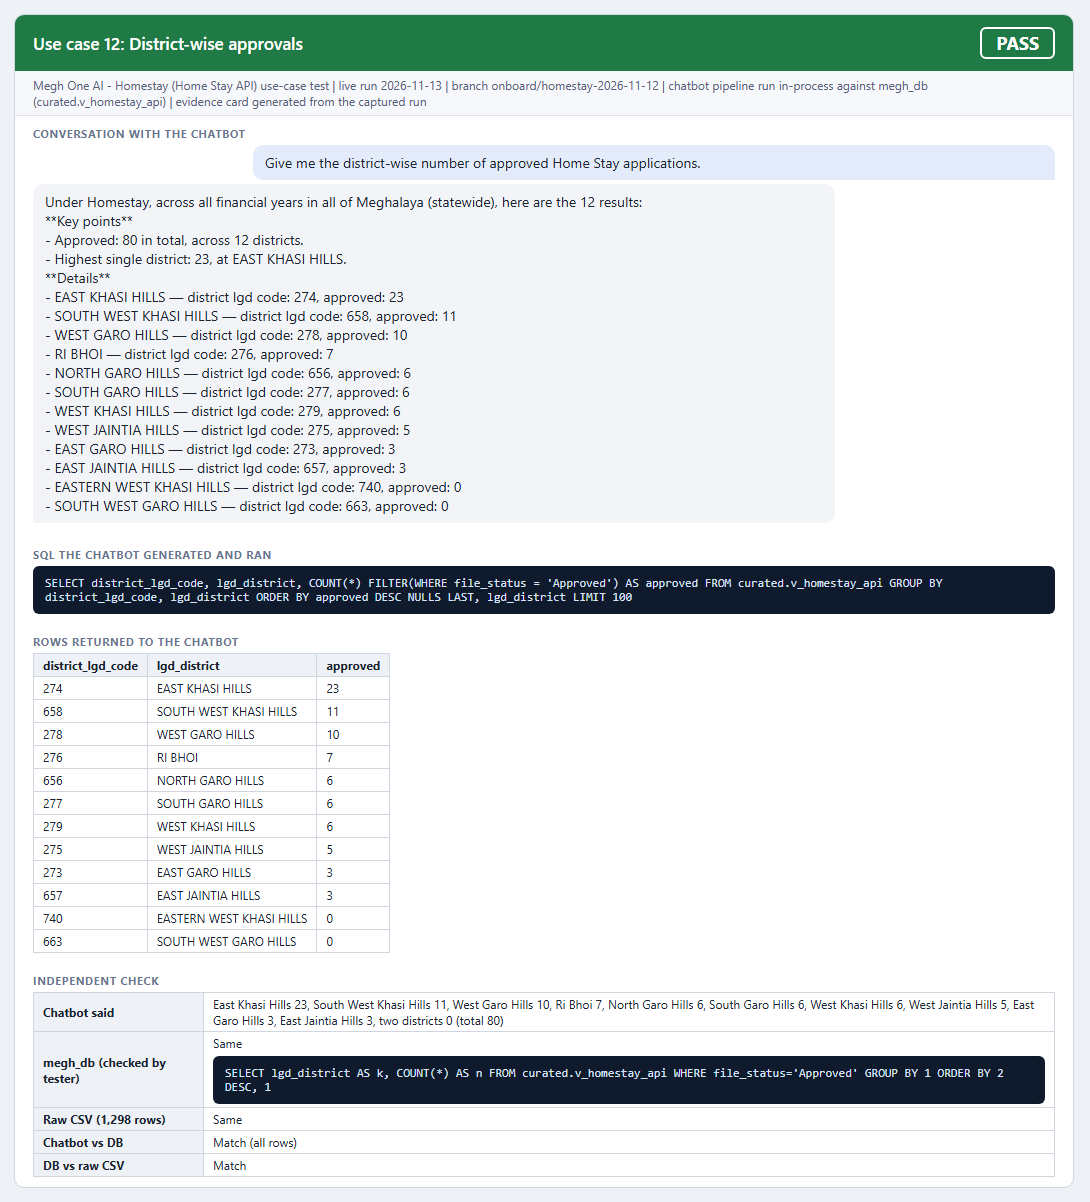 Use case 12: District-wise approvals
PASS
Megh One AI - Homestay (Home Stay API) use-case test | live run 2026-11-13 | branch onboard/homestay-2026-11-12 | chatbot pipeline run in-process against megh_db
(curated.v_homestay_api) | evidence card generated from the captured run
CONVERSATION WITH THE CHATBOT
Give me the district-wise number of approved Home Stay applications.
Under Homestay, across all financial years in all of Meghalaya (statewide), here are the 12 results:
**Key points**
- Approved: 80 in total, across 12 districts.
- Highest single district: 23, at EAST KHASI HILLS.
**Details**
- EAST KHASI HILLS — district lgd code: 274, approved: 23
- SOUTH WEST KHASI HILLS — district lgd code: 658, approved: 11
- WEST GARO HILLS — district lgd code: 278, approved: 10
- RI BHOI — district lgd code: 276, approved: 7
- NORTH GARO HILLS — district lgd code: 656, approved: 6
- SOUTH GARO HILLS — district lgd code: 277, approved: 6
- WEST KHASI HILLS — district lgd code: 279, approved: 6
- WEST JAINTIA HILLS — district lgd code: 275, approved: 5
- EAST GARO HILLS — district lgd code: 273, approved: 3
- EAST JAINTIA HILLS — district lgd code: 657, approved: 3
- EASTERN WEST KHASI HILLS — district lgd code: 740, approved: 0
- SOUTH WEST GARO HILLS — district lgd code: 663, approved: 0
SQL THE CHATBOT GENERATED AND RAN
SELECT district_lgd_code, lgd_district, COUNT(*) FILTER(WHERE file_status = 'Approved') AS approved FROM curated.v_homestay_api GROUP BY
district_lgd_code, lgd_district ORDER BY approved DESC NULLS LAST, lgd_district LIMIT 100
ROWS RETURNED TO THE CHATBOT
district_lgd_code lgd_district approved
274 EAST KHASI HILLS 23
658 SOUTH WEST KHASI HILLS 11
278 WEST GARO HILLS 10
276 RI BHOI 7
656 NORTH GARO HILLS 6
277 SOUTH GARO HILLS 6
279 WEST KHASI HILLS 6
275 WEST JAINTIA HILLS 5
273 EAST GARO HILLS 3
657 EAST JAINTIA HILLS 3
740 EASTERN WEST KHASI HILLS 0
663 SOUTH WEST GARO HILLS 0
INDEPENDENT CHECK
Chatbot said
East Khasi Hills 23, South West Khasi Hills 11, West Garo Hills 10, Ri Bhoi 7, North Garo Hills 6, South Garo Hills 6, West Khasi Hills 6, West Jaintia Hills 5, East
Garo Hills 3, East Jaintia Hills 3, two districts 0 (total 80)
megh_db (checked by
tester)
Same
SELECT lgd_district AS k, COUNT(*) AS n FROM curated.v_homestay_api WHERE file_status='Approved' GROUP BY 1 ORDER BY 2
DESC, 1
Raw CSV (1,298 rows) Same
Chatbot vs DB Match (all rows)
DB vs raw CSV Match